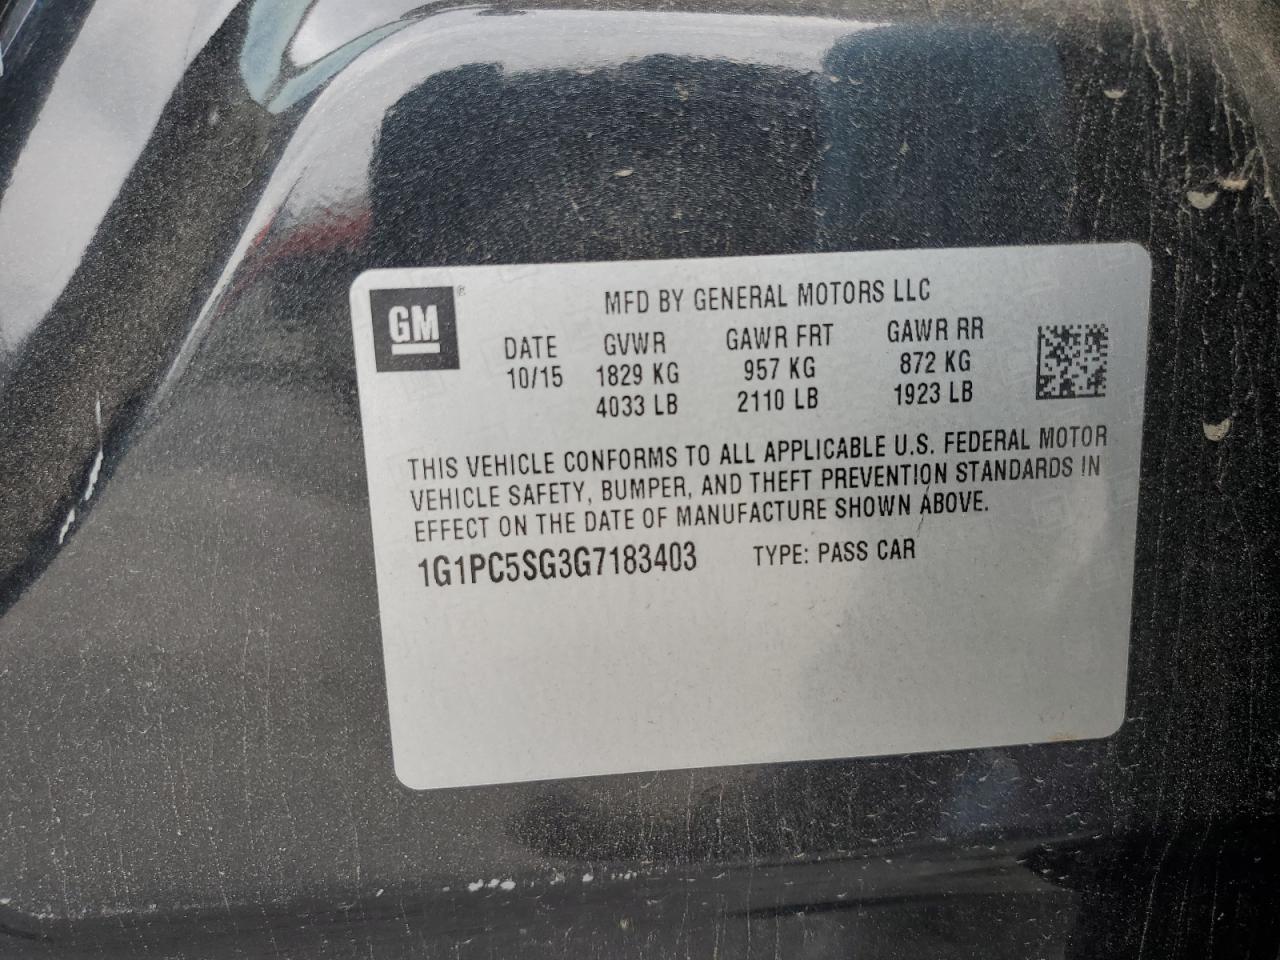 GM
MFD BY GENERAL MOTORS LLC
DATE GVWR GAWR FRT GAWR RR
10/15 1829 KG 957 KG 872 KG
4033 LB 2110 LB 1923 LB
THIS VEHICLE CONFORMS TO ALL APPLICABLE U.S. FEDERAL MOTOR
VEHICLE SAFETY, BUMPER, AND THEFT PREVENTION STANDARDS IN
EFFECT ON THE DATE OF MANUFACTURE SHOWN ABOVE.
1G1PC5SG3G7183403 TYPE: PASS CAR